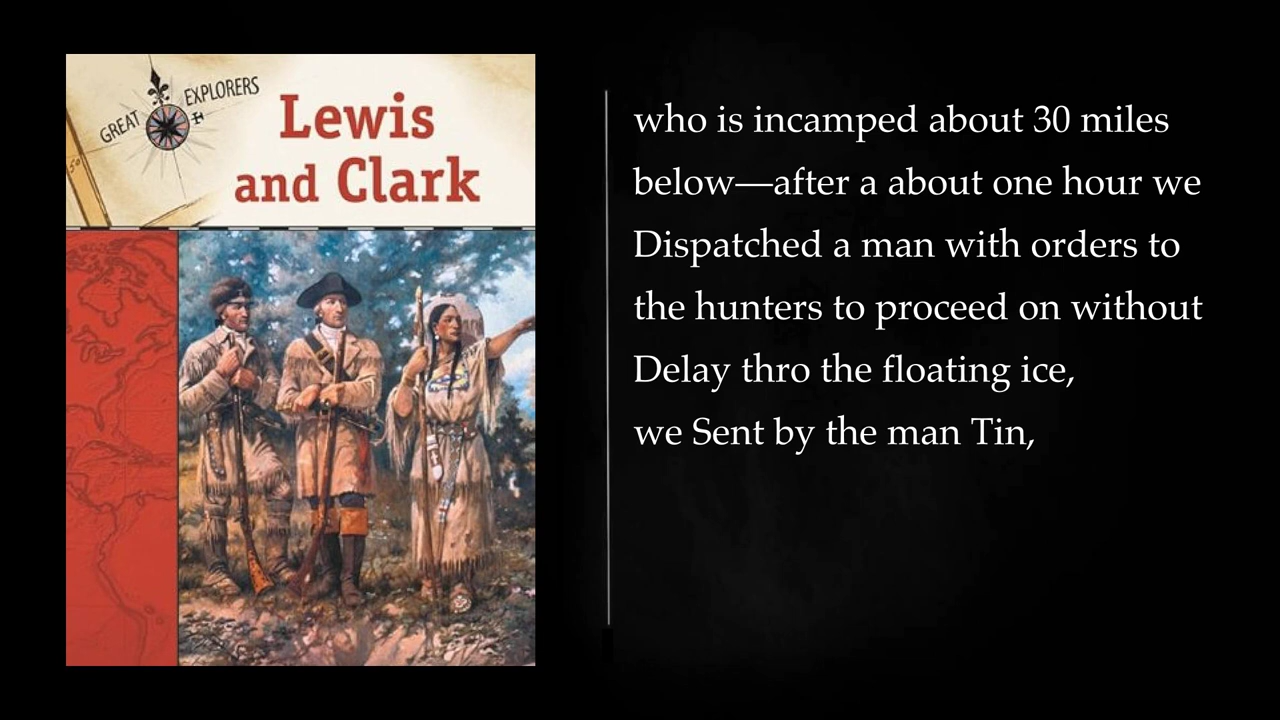 GREAT EXPLORERS
Lewis
and Clark
50
who is incamped about 30 miles
below—after a about one hour we
Dispatched a man with orders to
the hunters to proceed on without
Delay thro the floating ice,
we Sent by the man Tin,